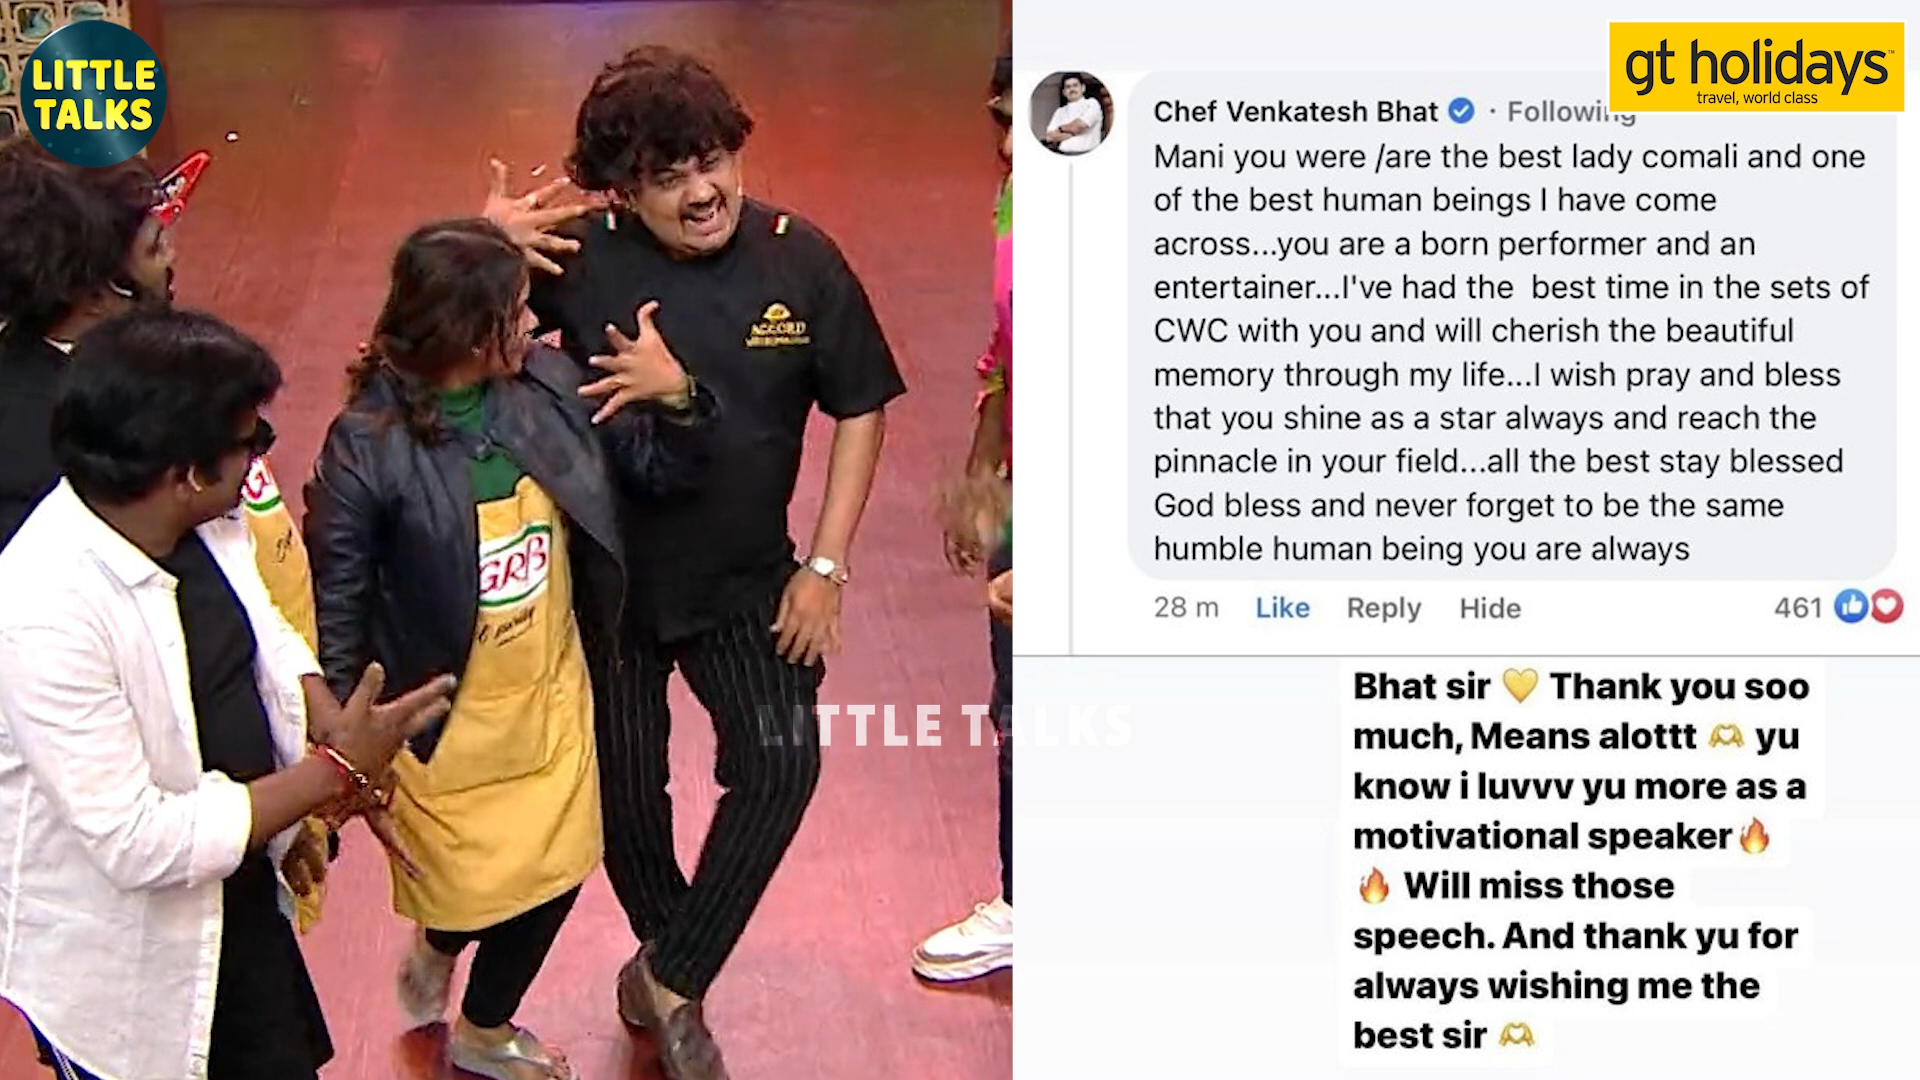 LITTLE
TALKS
gt holidays
travel, world class
Chef Venkatesh Bhat · Following
Mani you were /are the best lady comali and one
of the best human beings I have come
across...you are a born performer and an
entertainer...I've had the best time in the sets of
CWC with you and will cherish the beautiful
memory through my life...I wish pray and bless
that you shine as a star always and reach the
pinnacle in your field...all the best stay blessed
God bless and never forget to be the same
humble human being you are always
28 m Like Reply Hide 461
Bhat sir 💛 Thank you soo
much, Means alottt 🫶 yu
know i luvvv yu more as a
motivational speaker🔥
🔥 Will miss those
speech. And thank yu for
always wishing me the
best sir 🫶
ACCORD
GRB
LITTLE TALKS